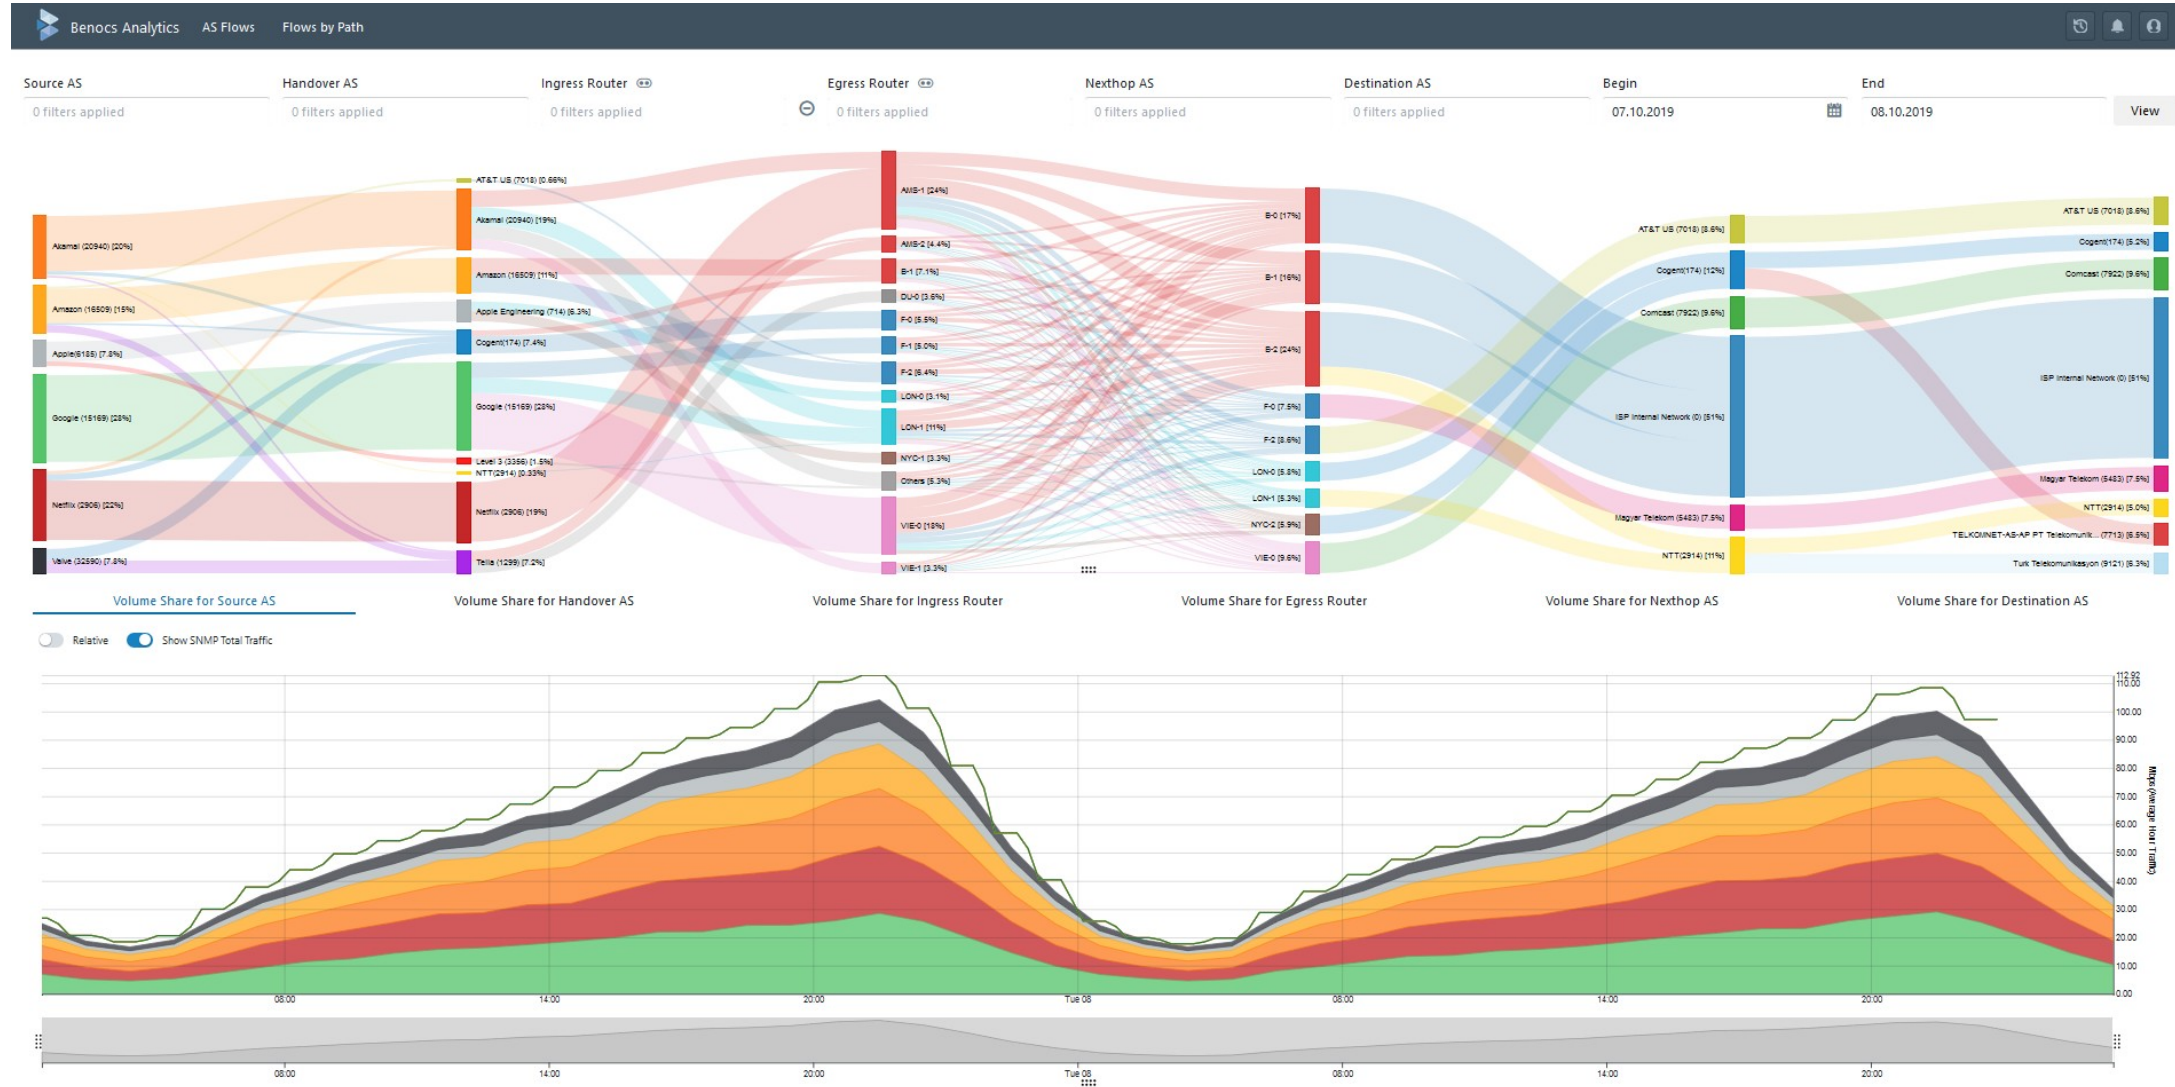 Benocs Analytics AS Flows Flows by Path
Source AS Handover AS Ingress Router Egress Router Nexthop AS Destination AS Begin End
0 filters applied 0 filters applied 0 filters applied 0 filters applied 0 filters applied 0 filters applied 07.10.2019 08.10.2019 View
Akamai (20940) [20%]
Amazon (16509) [15%]
Apple(6185) [7.8%]
Google (15169) [28%]
Netflix (2906) [22%]
Valve (32590) [7.8%]
AT&T US (7018) [0.66%]
Akamai (20940) [19%]
Amazon (16509) [11%]
Apple Engineering (714) [6.3%]
Cogent(174) [7.4%]
Google (15169) [28%]
Level 3 (3356) [1.5%]
NTT(2914) [0.33%]
Netflix (2906) [19%]
Telia (1299) [7.2%]
AMS-1 [24%]
AMS-2 [4.4%]
B-1 [7.1%]
DU-0 [3.6%]
F-0 [5.5%]
F-1 [5.0%]
F-2 [6.4%]
LON-0 [3.1%]
LON-1 [11%]
NYC-1 [3.3%]
Others [5.3%]
VIE-0 [18%]
VIE-1 [3.3%]
B-0 [17%]
B-1 [16%]
B-2 [24%]
F-0 [7.5%]
F-2 [8.6%]
LON-0 [5.8%]
LON-1 [5.3%]
NYC-2 [5.9%]
VIE-0 [9.6%]
AT&T US (7018) [8.6%]
Cogent(174) [12%]
Comcast (7922) [9.6%]
ISP Internal Network (0) [51%]
Magyar Telekom (5483) [7.5%]
NTT(2914) [11%]
AT&T US (7018) [8.6%]
Cogent(174) [5.2%]
Comcast (7922) [9.6%]
ISP Internal Network (0) [51%]
Magyar Telekom (5483) [7.5%]
NTT(2914) [5.0%]
TELKOMNET-AS-AP PT Telekomunik... (7713) [6.5%]
Turk Telekomunikasyon (9121) [6.3%]
Volume Share for Source AS Volume Share for Handover AS Volume Share for Ingress Router Volume Share for Egress Router Volume Share for Nexthop AS Volume Share for Destination AS
Relative Show SNMP Total Traffic
112.92
110.00
100.00
90.00
80.00
70.00
60.00
50.00
40.00
30.00
20.00
10.00
0.00
Mbps (Average Hour Traffic)
08:00 14:00 20:00 Tue 08 08:00 14:00 20:00
08:00 14:00 20:00 Tue 08 08:00 14:00 20:00